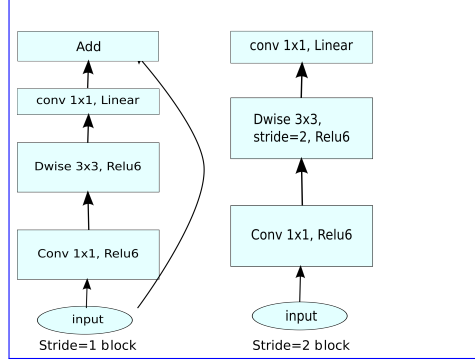 Add
conv 1x1, Linear
Dwise 3x3, Relu6
Conv 1x1, Relu6
input
Stride=1 block
conv 1x1, Linear
Dwise 3x3,
stride=2, Relu6
Conv 1x1, Relu6
input
Stride=2 block